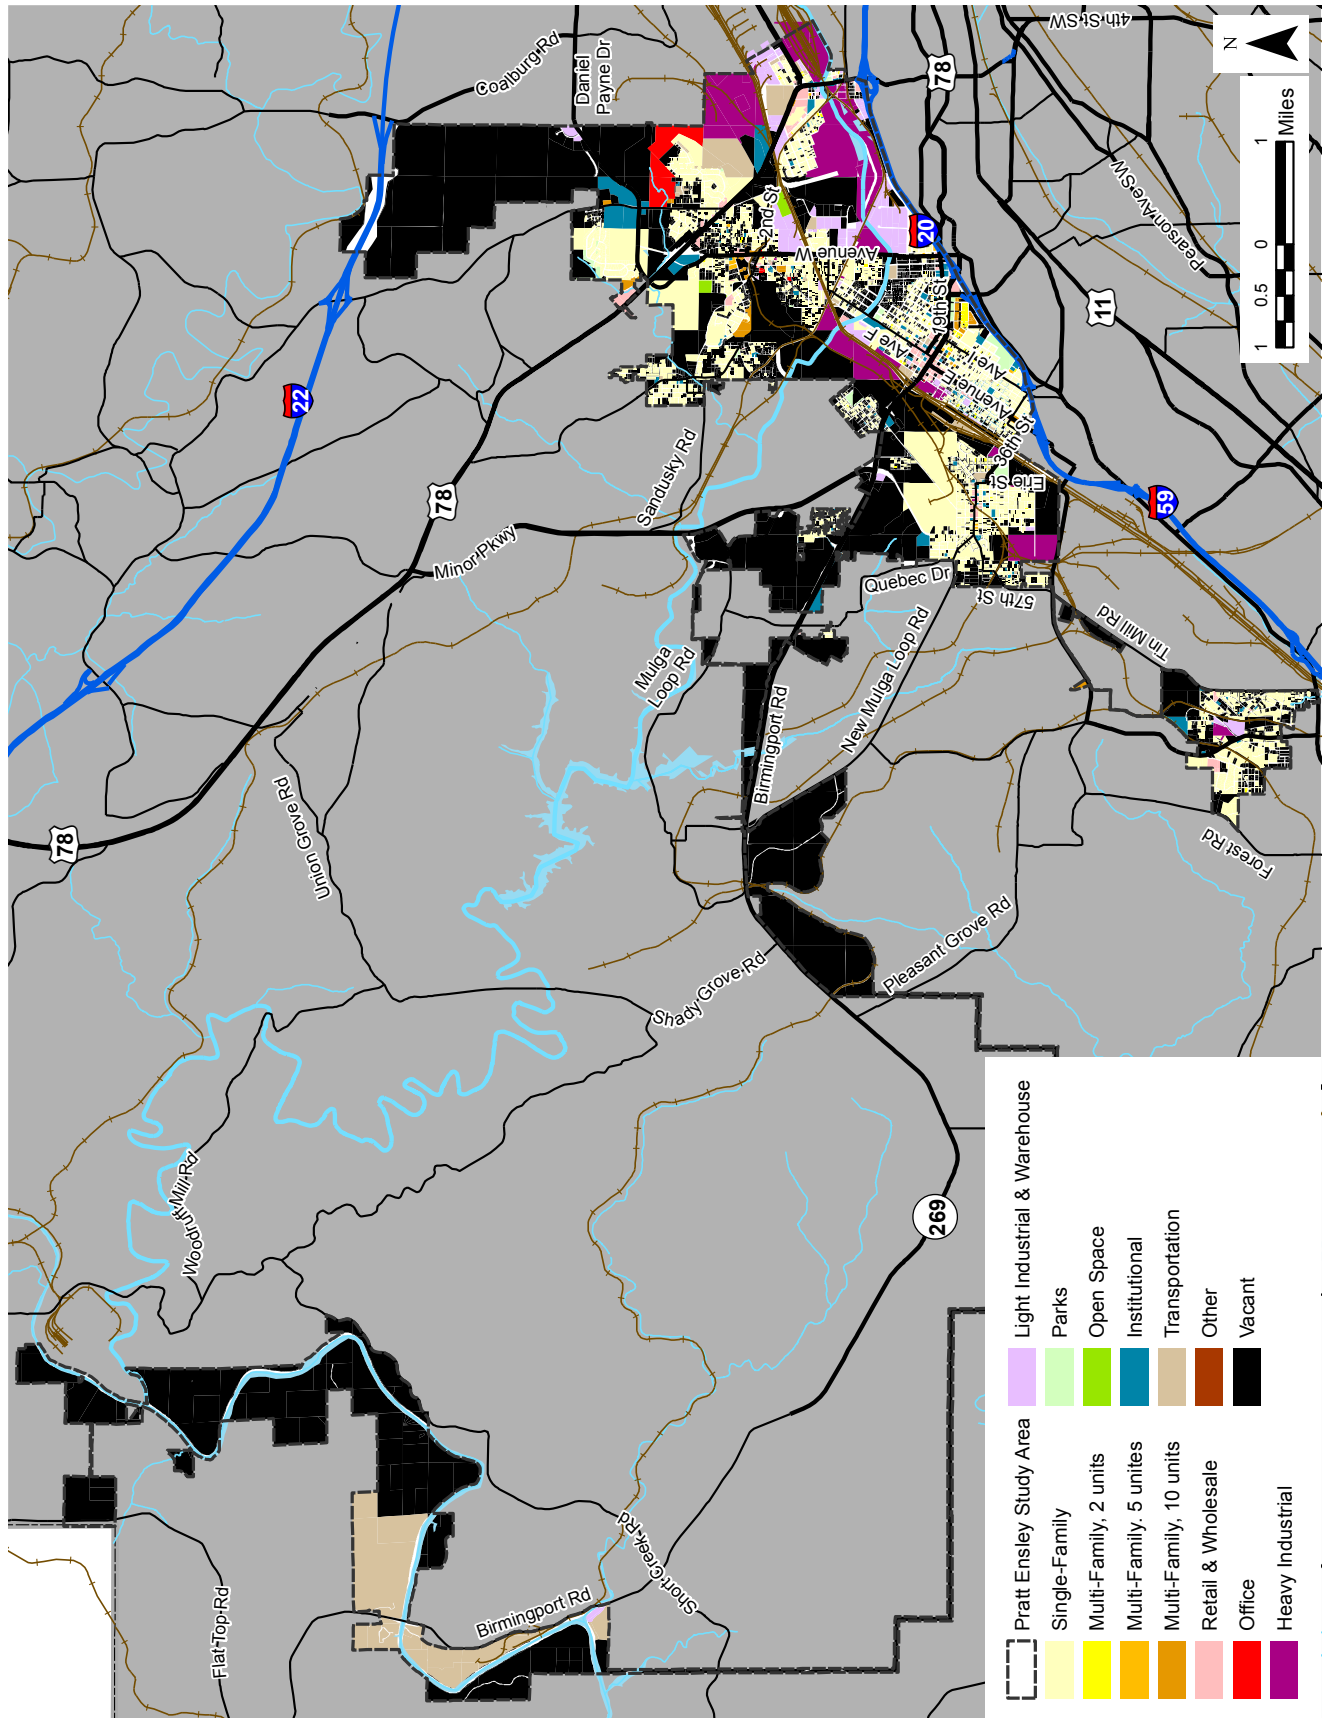 Coalburg Rd
Daniel
Payne Dr
4th St SW
N
78
22
78
2nd St
Avenue W
20
79th St
Pearson Ave SW
11
1
0.5
0
1
Miles
Ave F
Ave I
Avenue E
36th St
Erie St
Sandusky Rd
Minor Pkwy
59
Quebec Dr
57th St
Tin Mill Rd
Mulga
Loop Rd
New Mulga Loop Rd
Birmingport Rd
78
Union Grove Rd
Forest Rd
Shady Grove Rd
Pleasant Grove Rd
Woodruff Mill Rd
269
Flat Top Rd
Birmingport Rd
Short Creek Rd
Pratt Ensley Study Area
Single-Family
Multi-Family, 2 units
Multi-Family. 5 unites
Multi-Family, 10 units
Retail & Wholesale
Office
Heavy Industrial
Light Industrial & Warehouse
Parks
Open Space
Institutional
Transportation
Other
Vacant